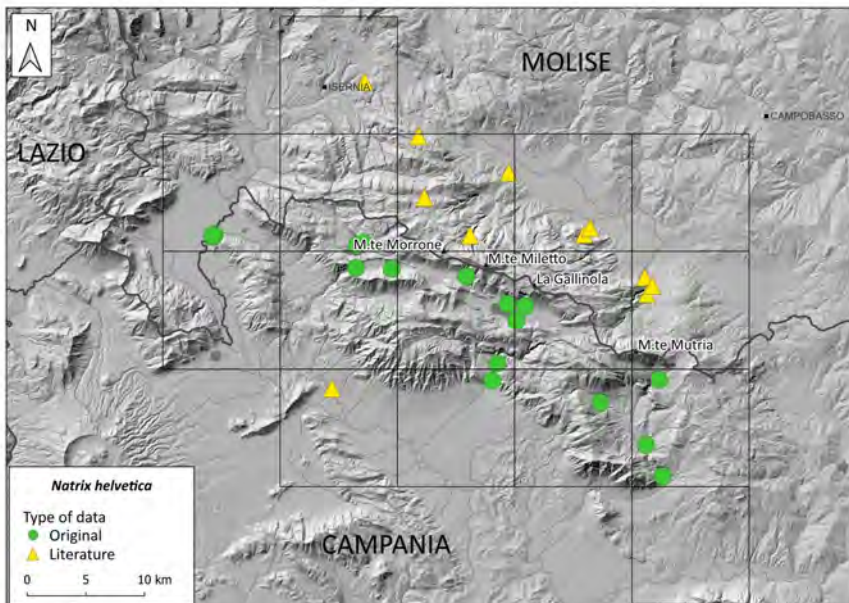 N
MOLISE
ISERNIA
CAMPOBASSO
LAZIO
M.te Morrone
M.te Miletto
La Gallinola
M.te Mutria
Natrix helvetica
Type of data
Original
Literature
0 5 10 km
CAMPANIA